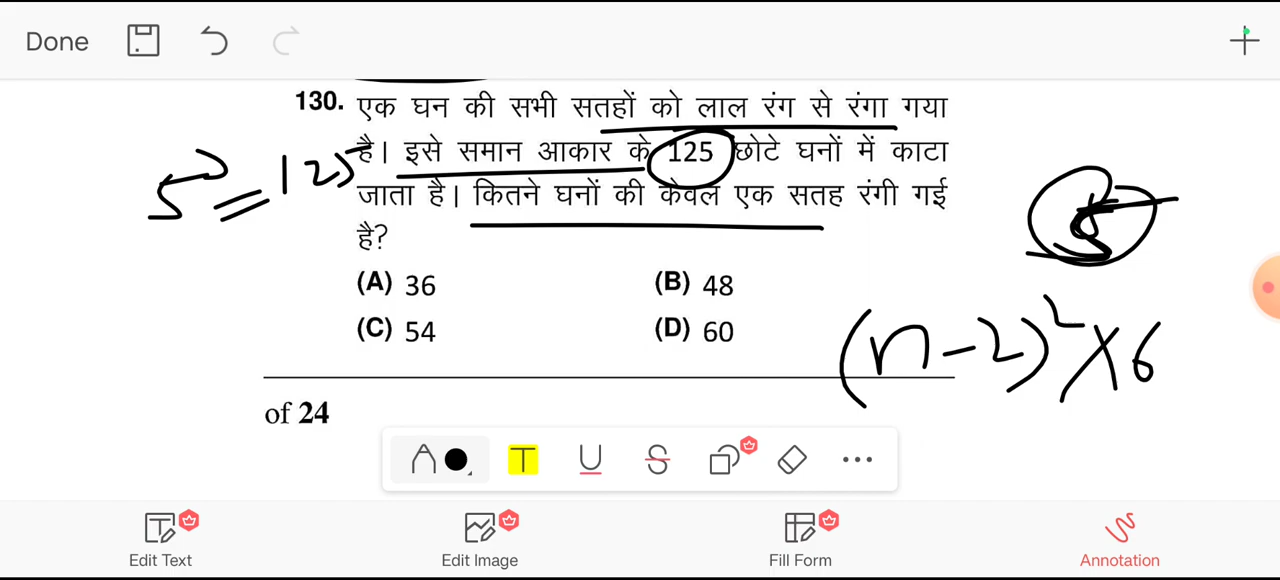 Done
130. एक घन की सभी सतहों को लाल रंग से रंगा गया
है। इसे समान आकार के 125 छोटे घनों में काटा
जाता है। कितने घनों की केवल एक सतह रंगी गई
है?
5³ = 125
(A) 36 (B) 48
(C) 54 (D) 60
(n-2)² × 6
of 24
T U S
Edit Text Edit Image Fill Form Annotation